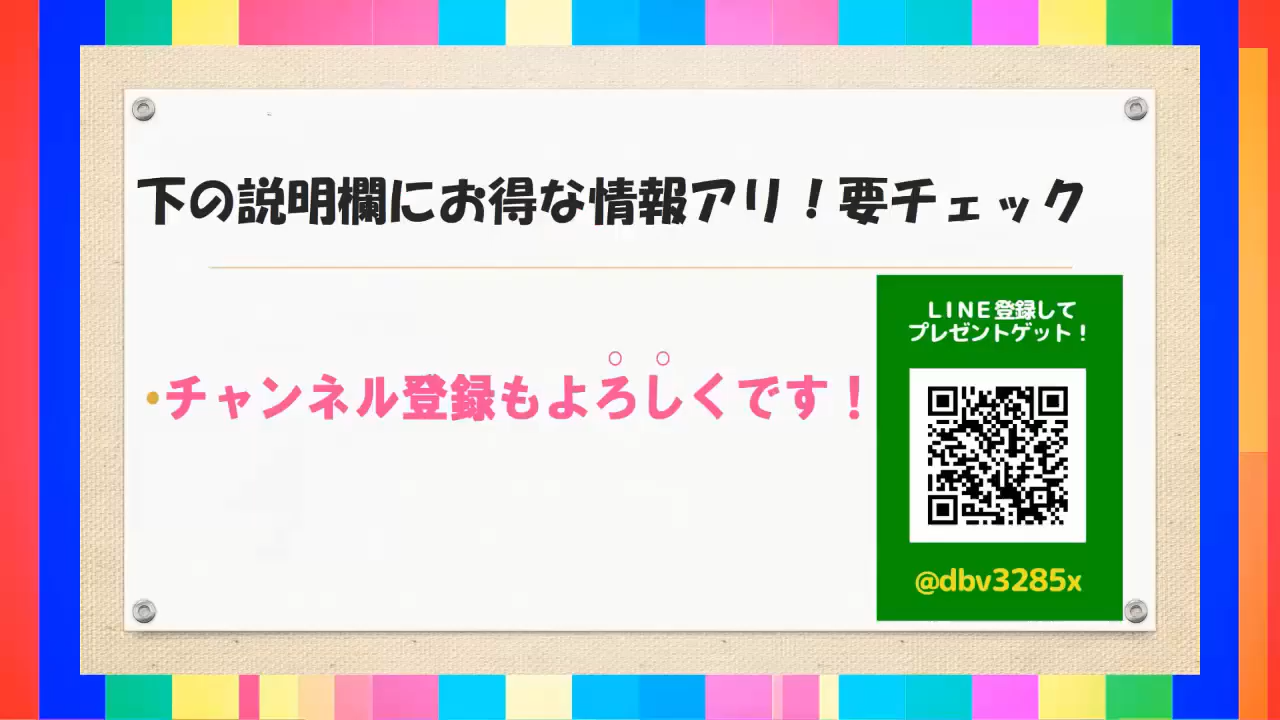 下の説明欄にお得な情報アリ！要チェック
•チャンネル登録もよろしくです！
LINE登録して
プレゼントゲット！
@dbv3285x